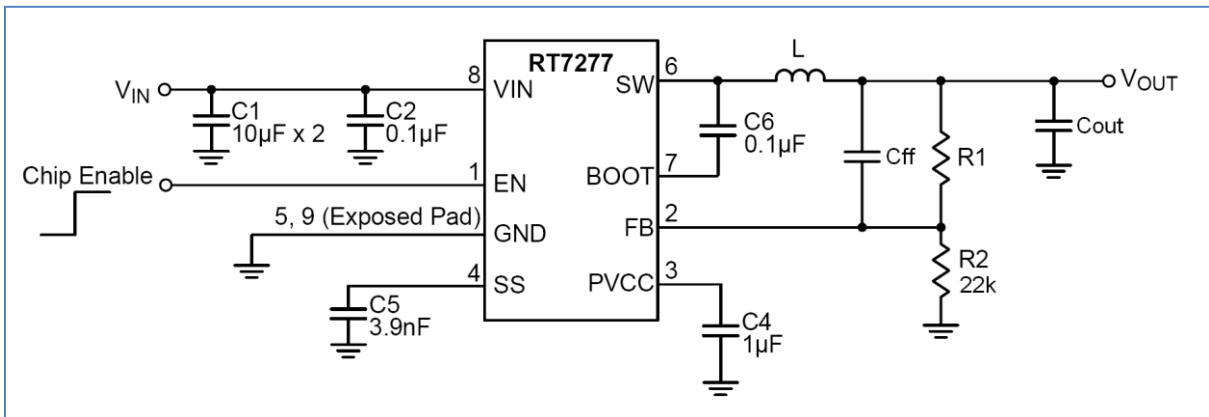 RT7277
V_IN
8
VIN
C1
10µF x 2
C2
0.1µF
Chip Enable
1
EN
5, 9 (Exposed Pad)
GND
4
SS
C5
3.9nF
SW
6
L
V_OUT
C6
0.1µF
BOOT
7
Cff
R1
Cout
FB
2
R2
22k
PVCC
3
C4
1µF